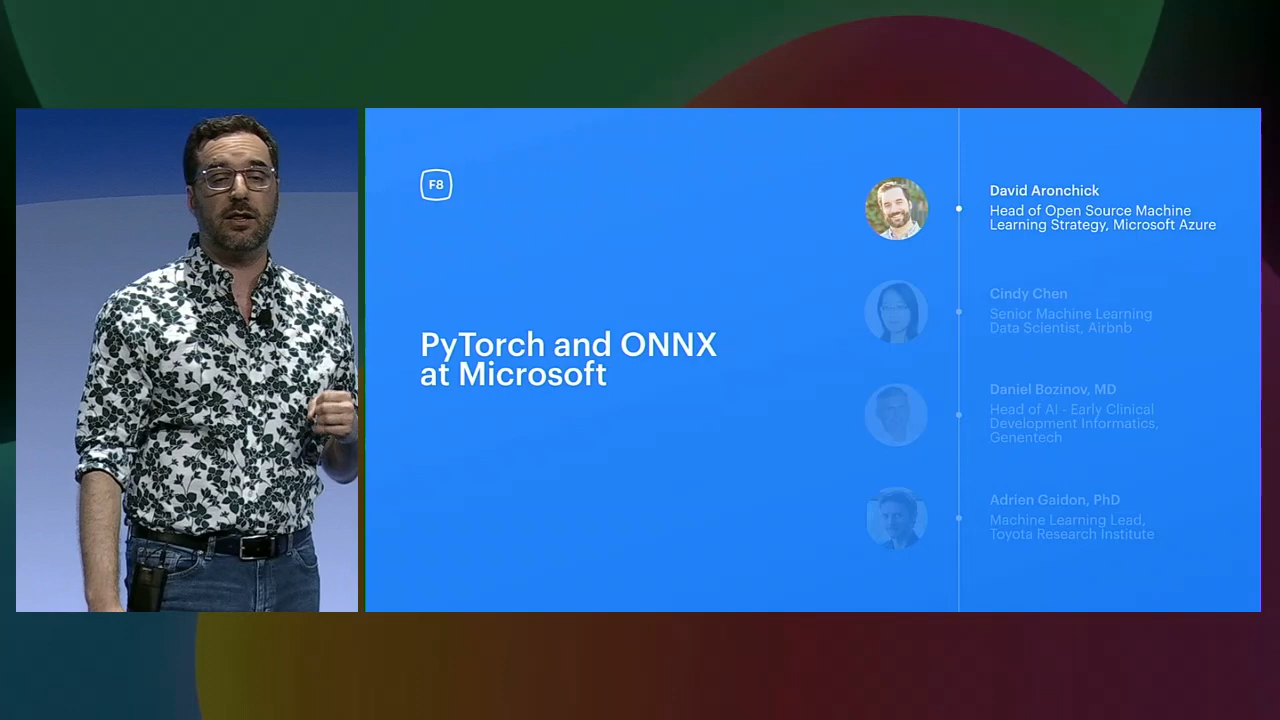 F8
PyTorch and ONNX
at Microsoft
David Aronchick
Head of Open Source Machine
Learning Strategy, Microsoft Azure
Cindy Chen
Senior Machine Learning
Data Scientist, Airbnb
Daniel Bozinov, MD
Head of AI - Early Clinical
Development Informatics,
Genentech
Adrien Gaidon, PhD
Machine Learning Lead,
Toyota Research Institute